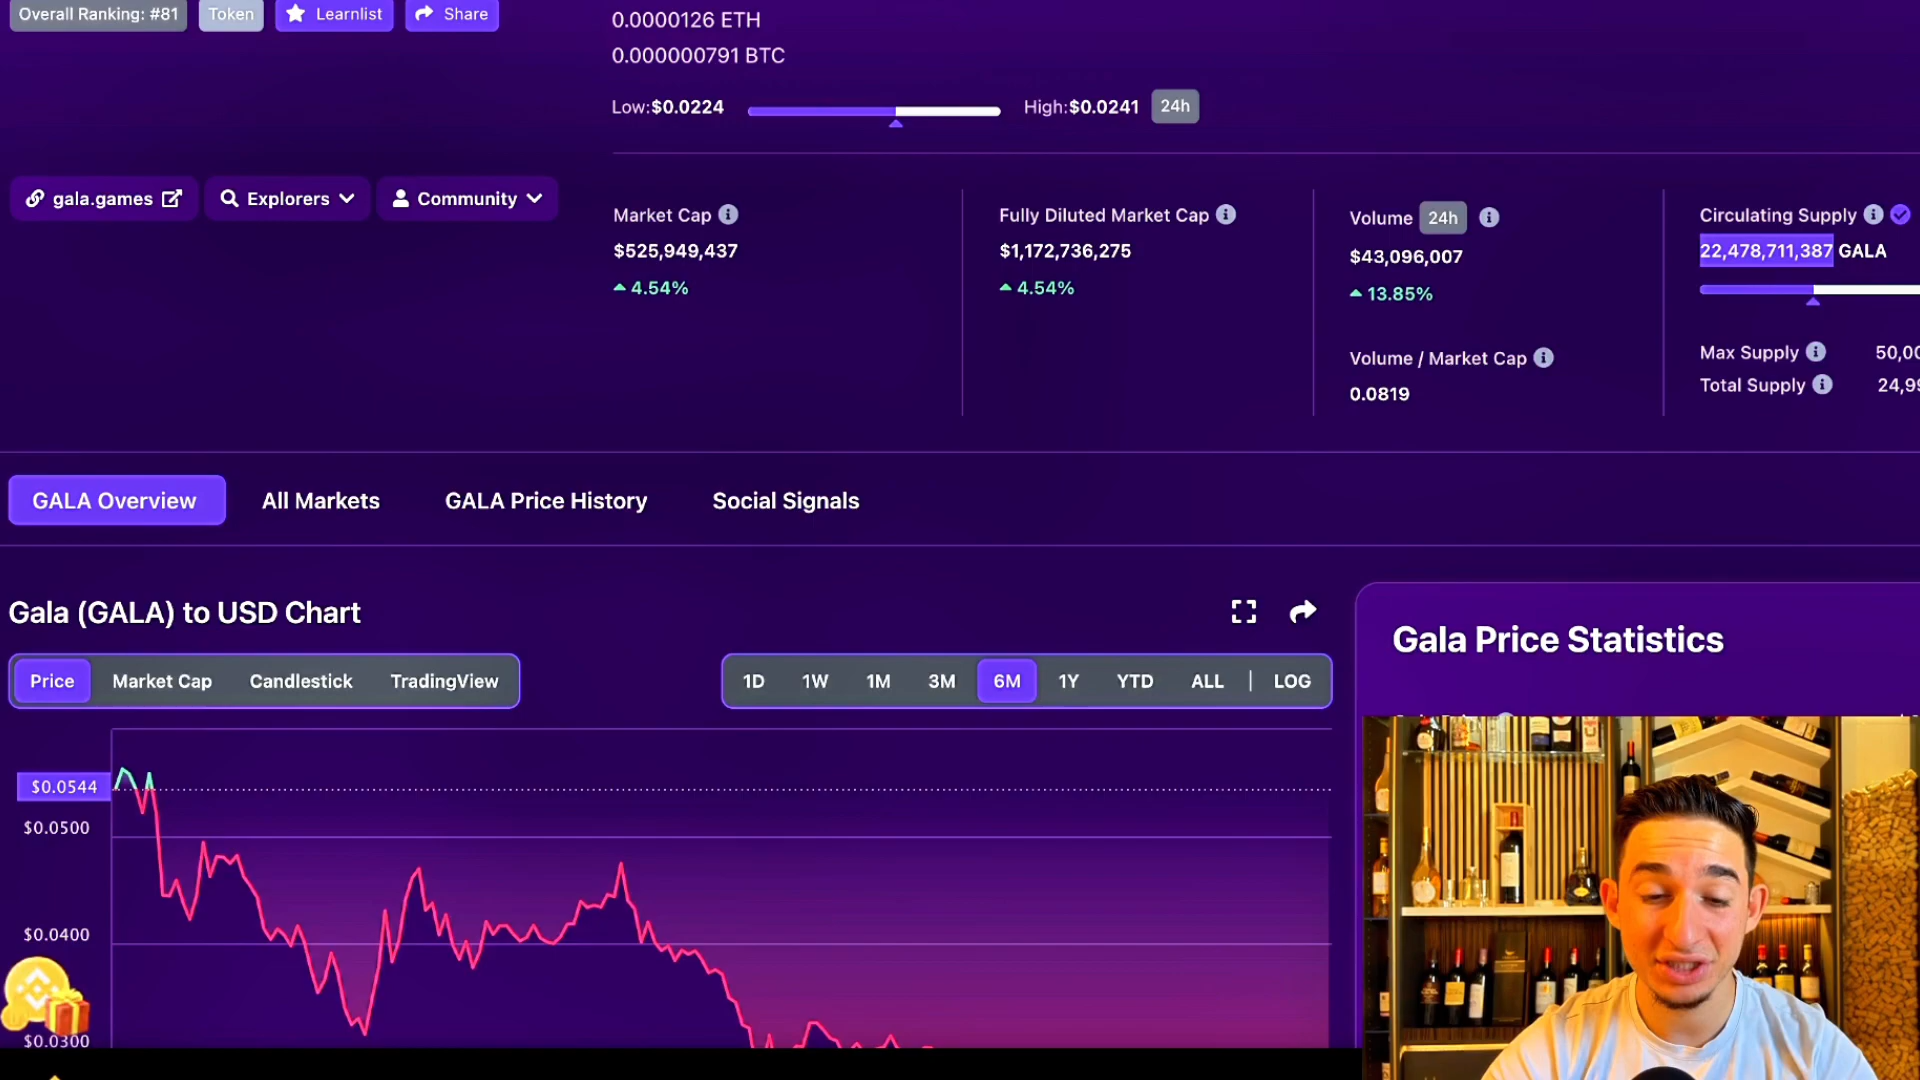 Overall Ranking: #81
Token
Learnlist
Share
0.0000126 ETH
0.000000791 BTC
Low:$0.0224
High:$0.0241
24h
gala.games
Explorers
Community
Market Cap
$525,949,437
4.54%
Fully Diluted Market Cap
$1,172,736,275
4.54%
Volume 24h
$43,096,007
13.85%
Volume / Market Cap
0.0819
Circulating Supply
22,478,711,387 GALA
Max Supply 50,00
Total Supply 24,99
GALA Overview
All Markets
GALA Price History
Social Signals
Gala (GALA) to USD Chart
Price
Market Cap
Candlestick
TradingView
1D
1W
1M
3M
6M
1Y
YTD
ALL
|
LOG
Gala Price Statistics
$0.0544
$0.0500
$0.0400
$0.0300